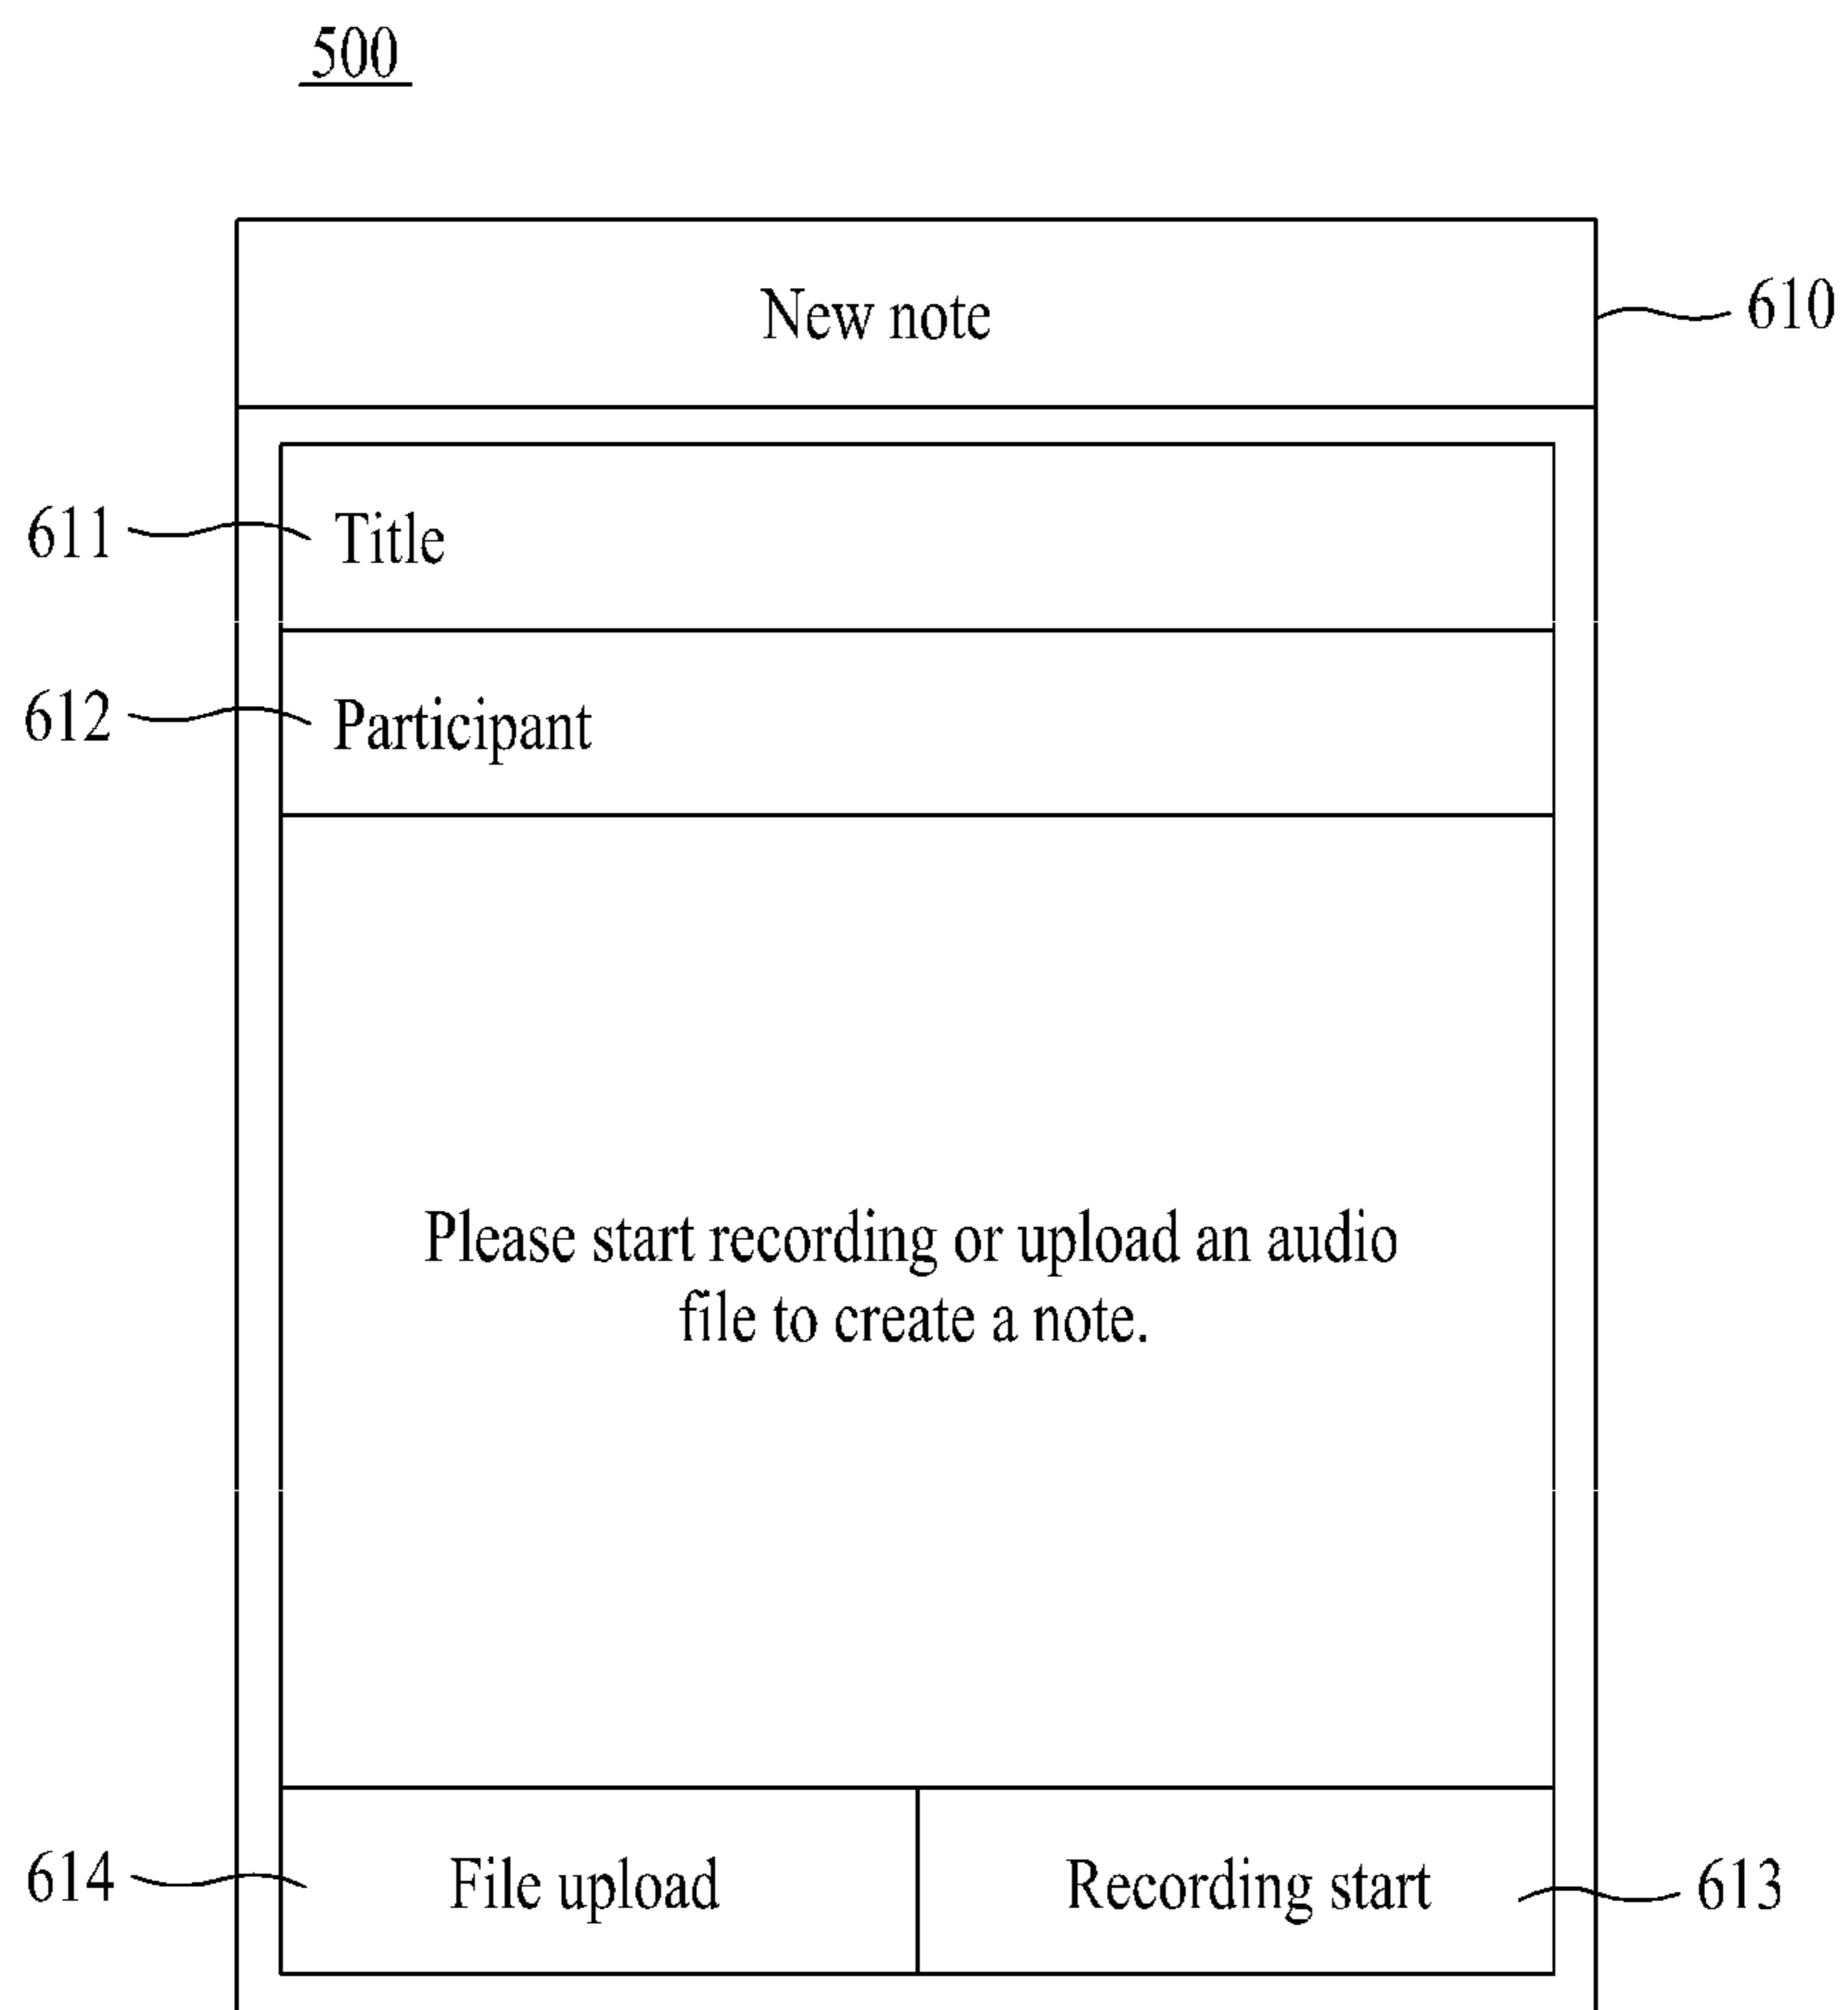 500
New note
610
611
Title
612
Participant
Please start recording or upload an audio
file to create a note.
614
File upload
Recording start
613